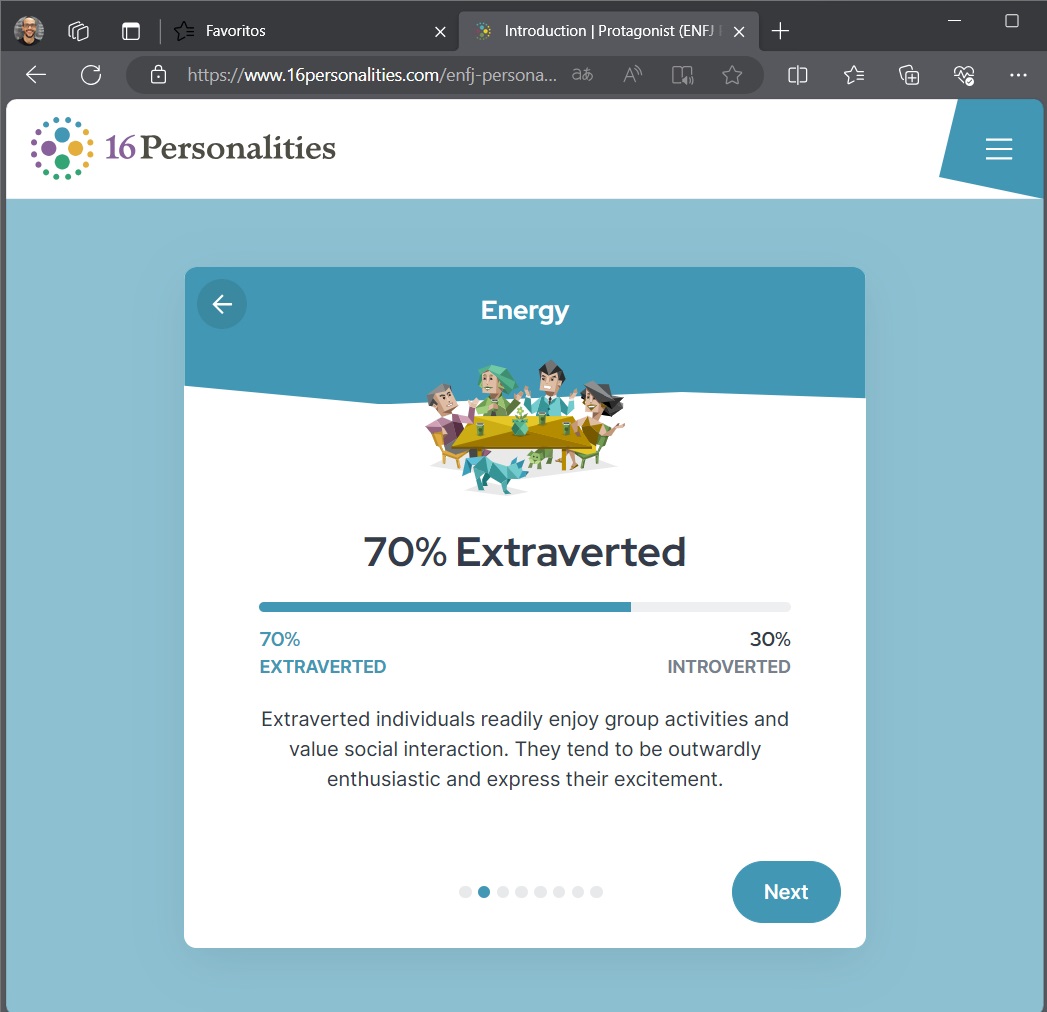 Favoritos
Introduction | Protagonist (ENFJ
https://www.16personalities.com/enfj-persona...
16Personalities
Energy
70% Extraverted
70%
30%
EXTRAVERTED
INTROVERTED
Extraverted individuals readily enjoy group activities and
value social interaction. They tend to be outwardly
enthusiastic and express their excitement.
Next